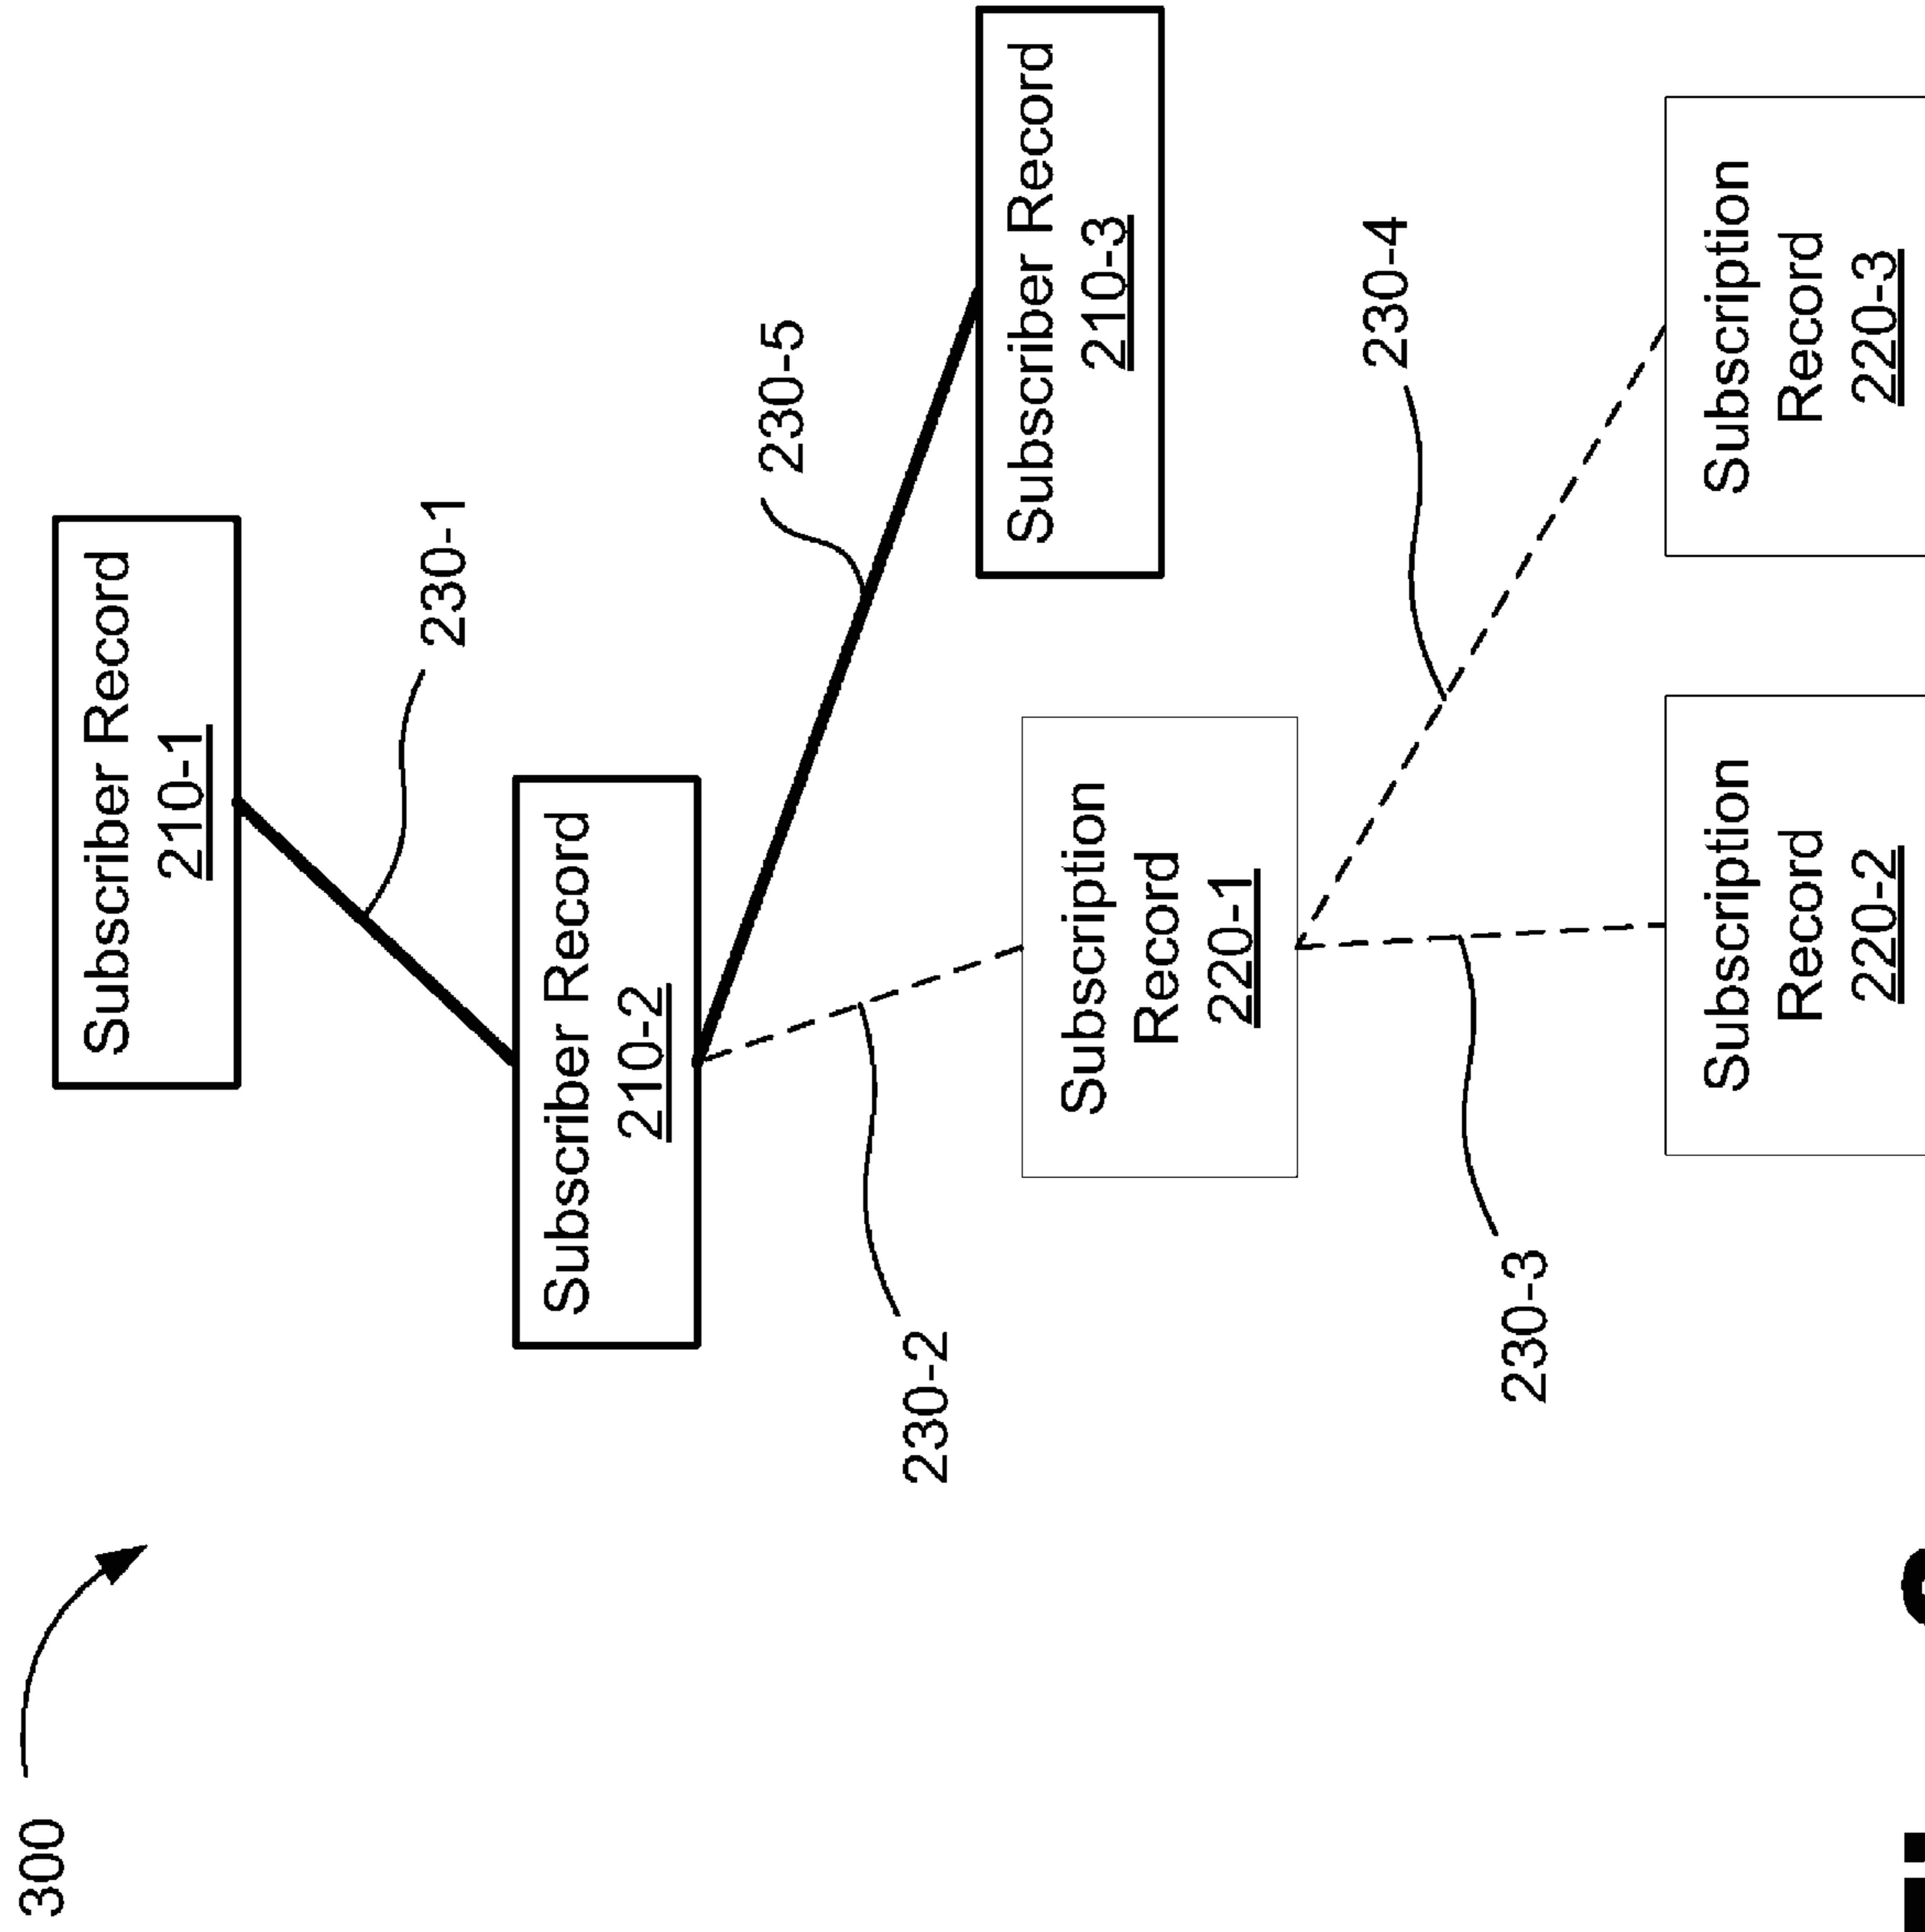 300
Subscriber Record
210-1
230-1
Subscriber Record
210-2
230-5
230-2
Subscriber Record
210-3
Subscription
Record
220-1
230-4
230-3
Subscription
Record
220-2
Subscription
Record
220-3